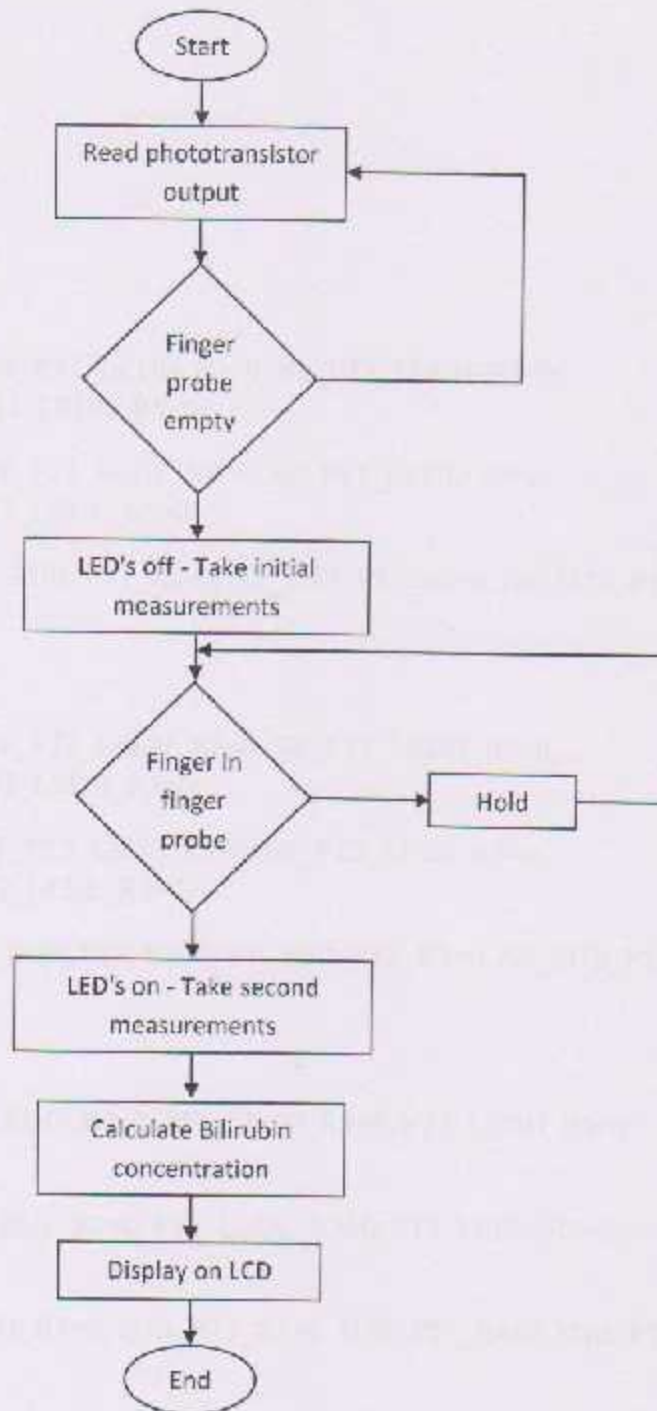 Start
Read phototransistor
output
Finger
probe
empty
LED's off - Take initial
measurements
Finger in
finger
probe
Hold
LED's on - Take second
measurements
Calculate Bilirubin
concentration
Display on LCD
End